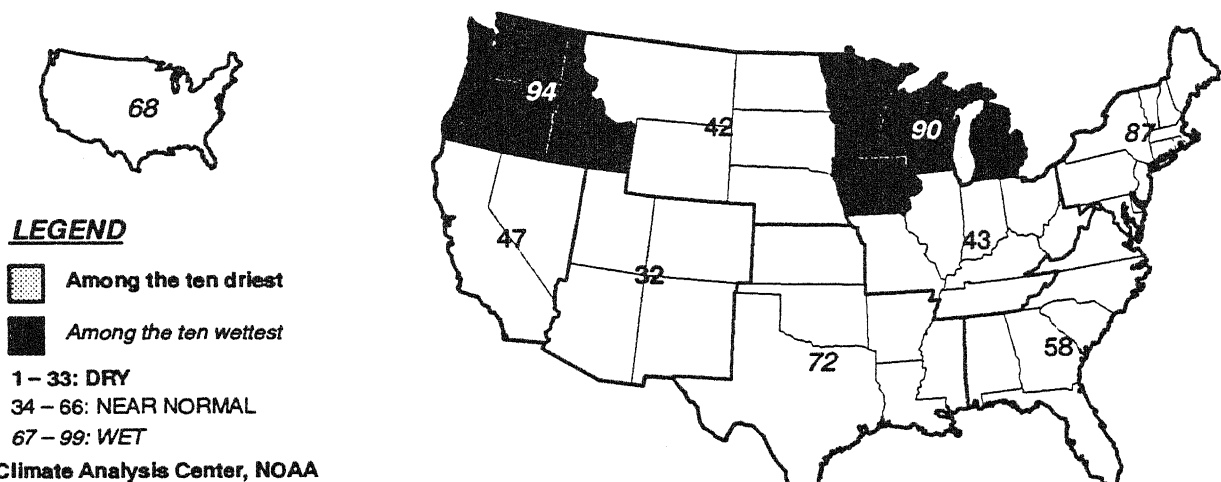 68
LEGEND
Among the ten driest
Among the ten wettest
1 – 33: DRY
34 – 66: NEAR NORMAL
67 – 99: WET
Climate Analysis Center, NOAA
94
42
90
87
47
32
43
72
58